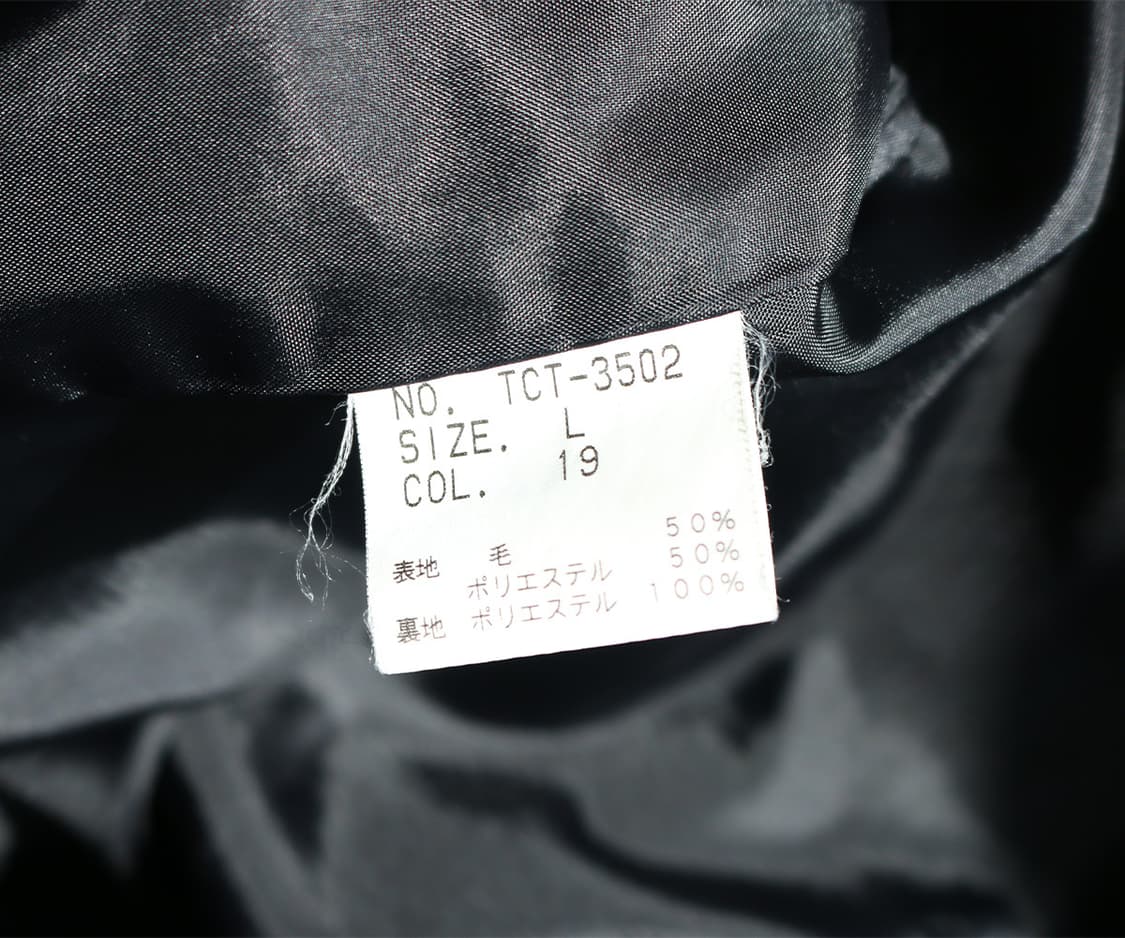 NO. TCT-3502
SIZE. L
COL. 19
表地 毛 50%
ポリエステル 50%
裏地 ポリエステル 100%